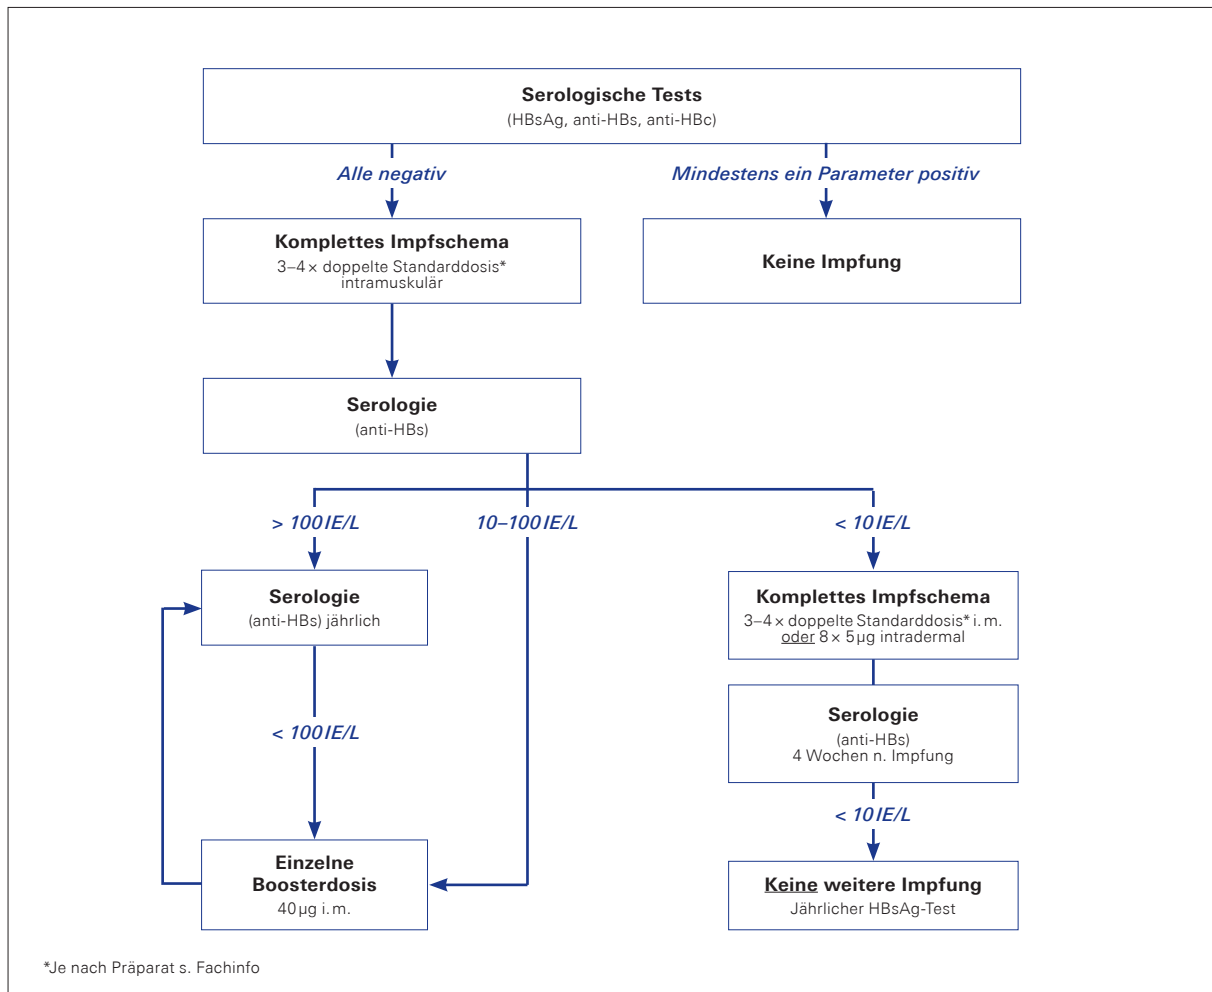 Serologische Tests
(HBsAg, anti-HBs, anti-HBc)
Alle negativ
Mindestens ein Parameter positiv
Komplettes Impfschema
3–4 × doppelte Standarddosis*
intramuskulär
Keine Impfung
Serologie
(anti-HBs)
> 100 IE/L
10–100 IE/L
< 10 IE/L
Serologie
(anti-HBs) jährlich
Komplettes Impfschema
3–4 × doppelte Standarddosis* i. m.
oder 8 × 5 µg intradermal
Serologie
(anti-HBs)
4 Wochen n. Impfung
< 100 IE/L
< 10 IE/L
Einzelne
Boosterdosis
40 µg i. m.
Keine weitere Impfung
Jährlicher HBsAg-Test
*Je nach Präparat s. Fachinfo